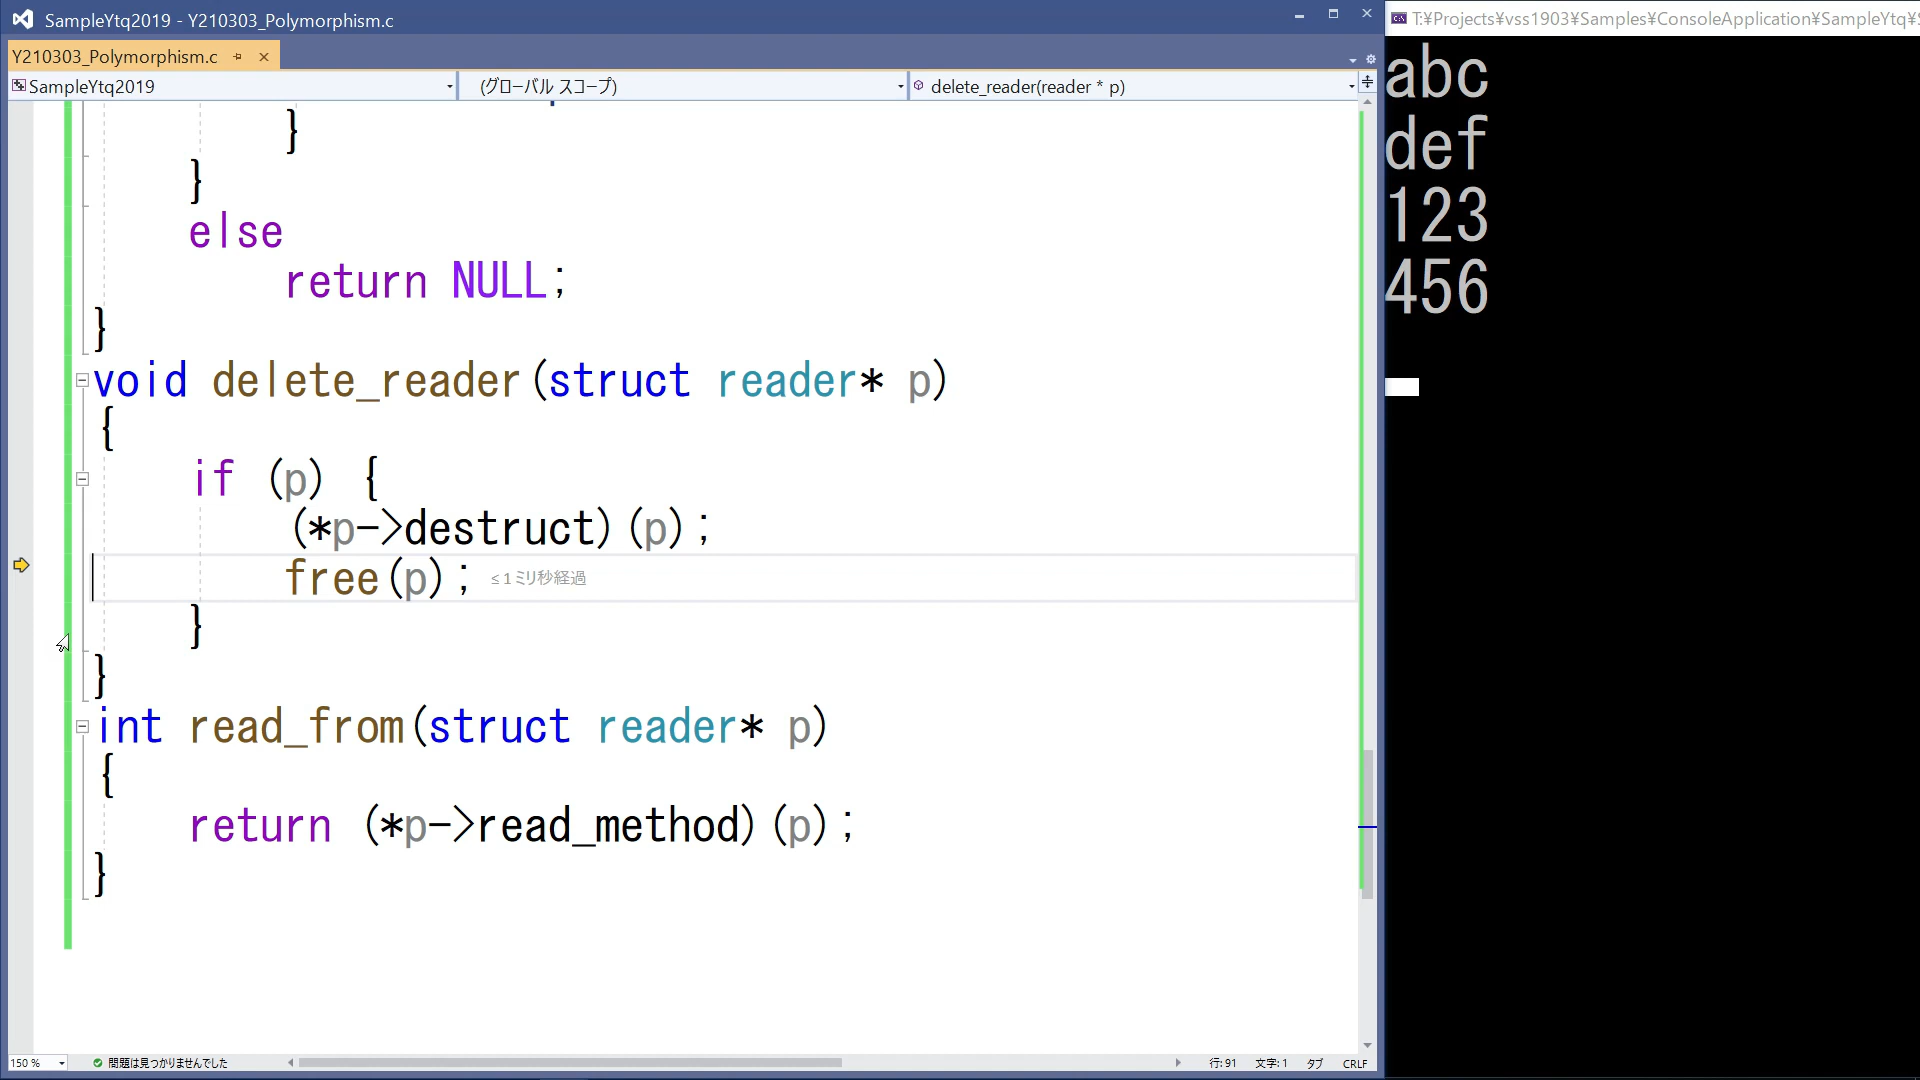 SampleYtq2019 - Y210303_Polymorphism.c
Y210303_Polymorphism.c
SampleYtq2019
(グローバル スコープ)
delete_reader(reader * p)
}
}
else
return NULL;
}
void delete_reader(struct reader* p)
{
if (p) {
(*p->destruct)(p);
free(p); ≤ 1 ミリ秒経過
}
}
int read_from(struct reader* p)
{
return (*p->read_method)(p);
}
150 %
問題は見つかりませんでした
行: 91
文字: 1
タブ
CRLF
T:¥Projects¥vss1903¥Samples¥ConsoleApplication¥SampleYtq¥
abc
def
123
456